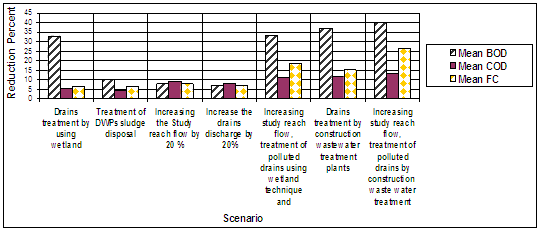 Reduction Percent
45
40
35
30
25
20
15
10
5
0
Drains
treatment by
using
wetland
Treatment of
DWPs sludge
disposal
Increasing
the Study
reach flow by
20 %
Increase the
drains
discharge by
20%
Increasing
study reach
flow,
treatment of
polluted
drains using
wetland
technique
and
Drains
treatment by
construction
wastewater
treatment
plants
Increasing
study reach
flow,
treatment of
polluted
drains by
construction
waste water
treatment
Scenario
Mean BOD
Mean COD
Mean FC